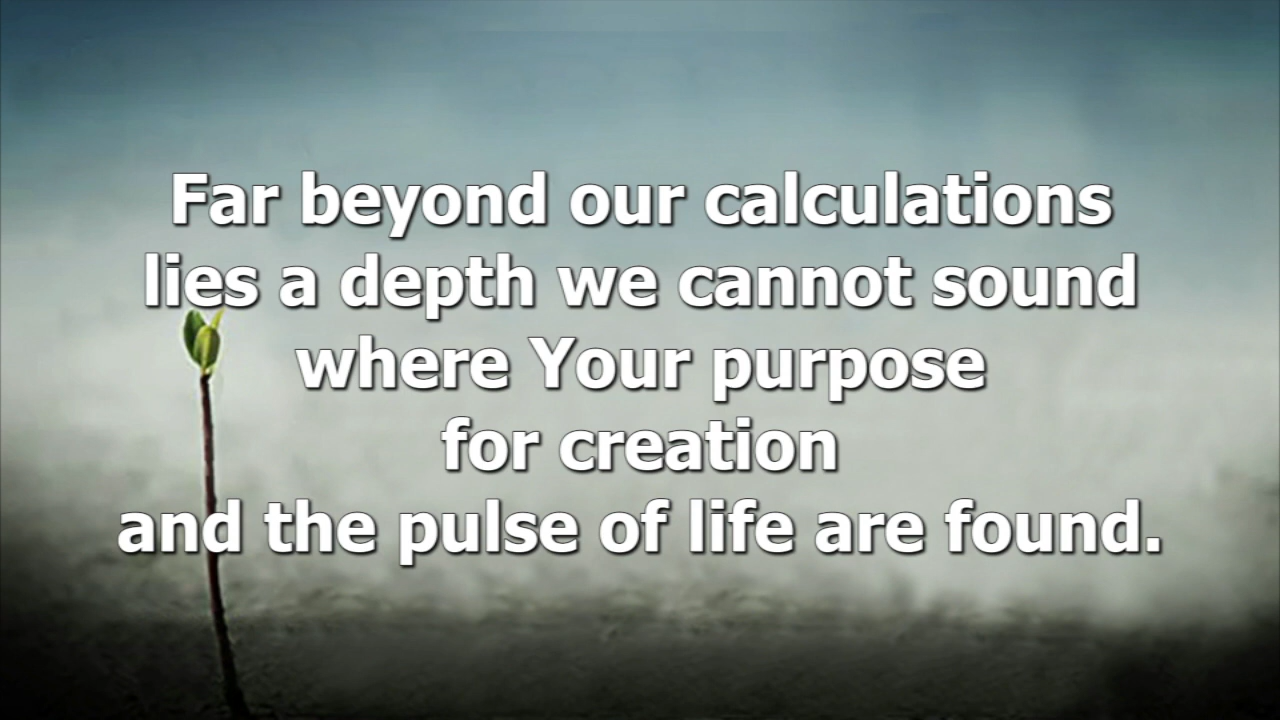 Far beyond our calculations
lies a depth we cannot sound
where Your purpose
for creation
and the pulse of life are found.